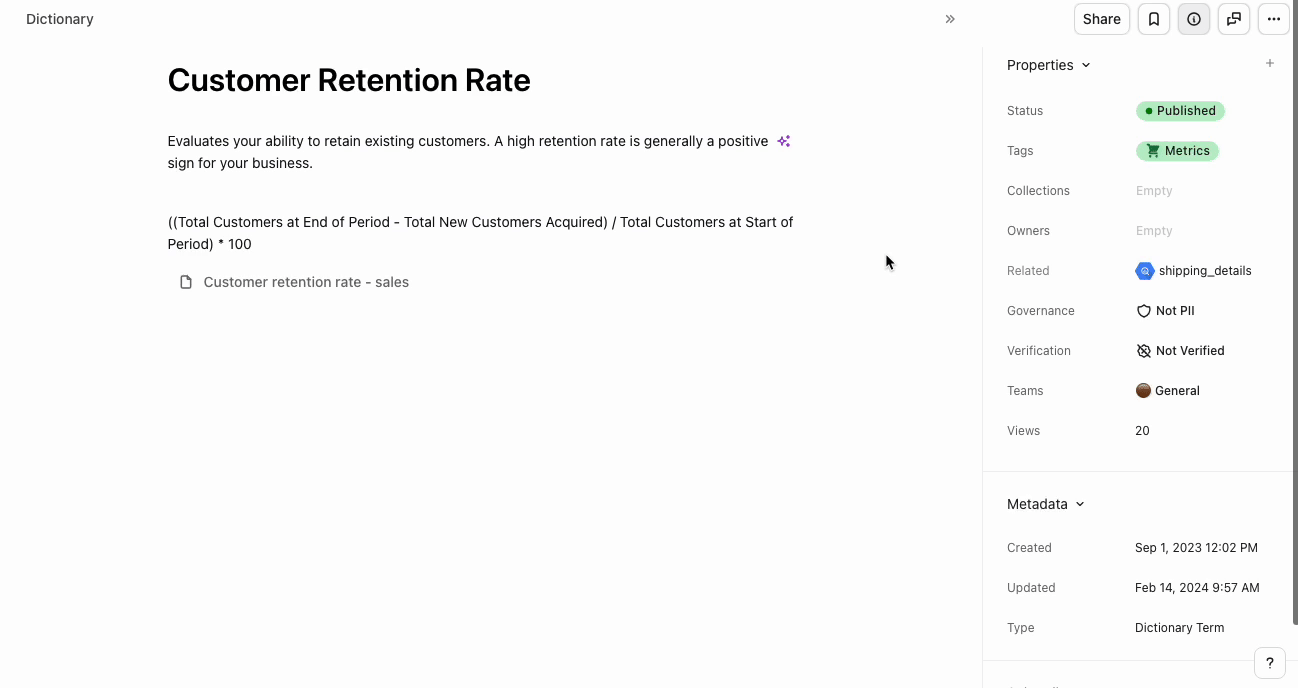 Dictionary
Share
Customer Retention Rate
Evaluates your ability to retain existing customers. A high retention rate is generally a positive
sign for your business.
((Total Customers at End of Period - Total New Customers Acquired) / Total Customers at Start of
Period) * 100
Customer retention rate - sales
Properties
Status Published
Tags Metrics
Collections Empty
Owners Empty
Related shipping_details
Governance Not PII
Verification Not Verified
Teams General
Views 20
Metadata
Created Sep 1, 2023 12:02 PM
Updated Feb 14, 2024 9:57 AM
Type Dictionary Term
?